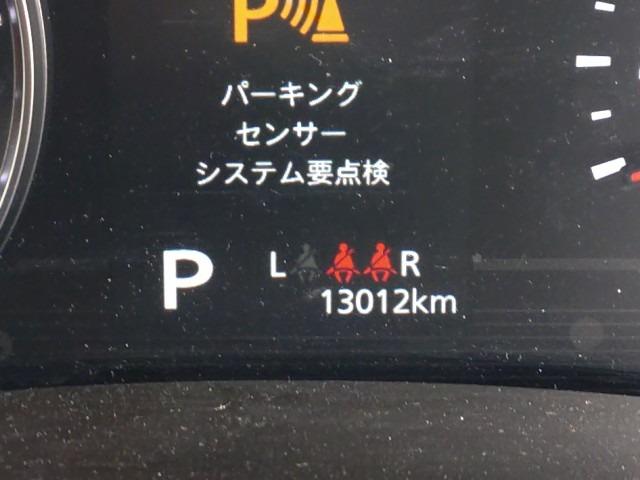 P
パーキング
センサー
システム要点検
P
L R
13012km